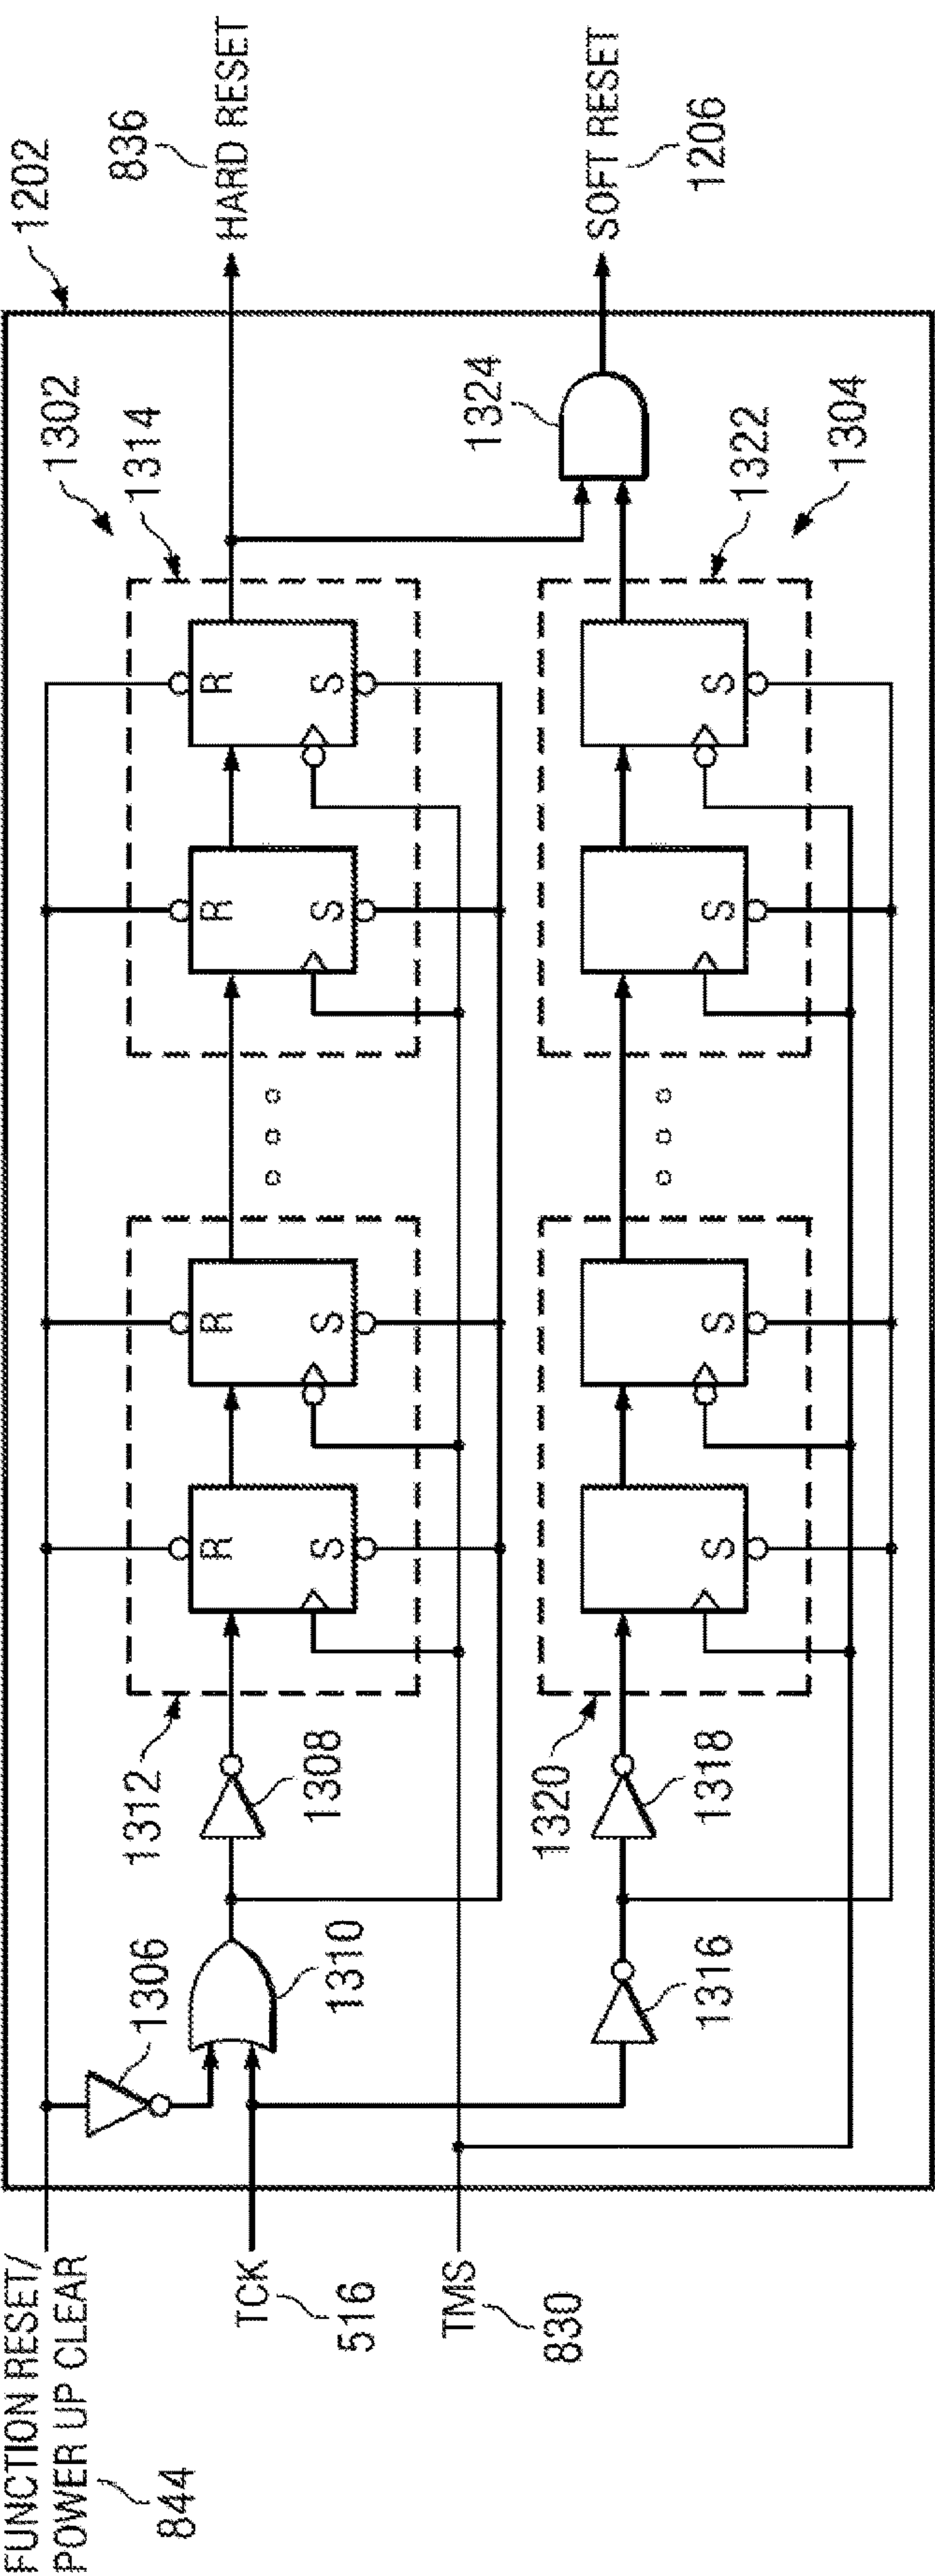 FUNCTION RESET/
POWER UP CLEAR
844
TCK
516
TMS
830
1306
1310
1308
1312
R
S
R
S
R
S
R
S
1314
1302
1202
HARD RESET
836
1316
1318
1320
S
S
S
S
1322
1304
1324
SOFT RESET
1206